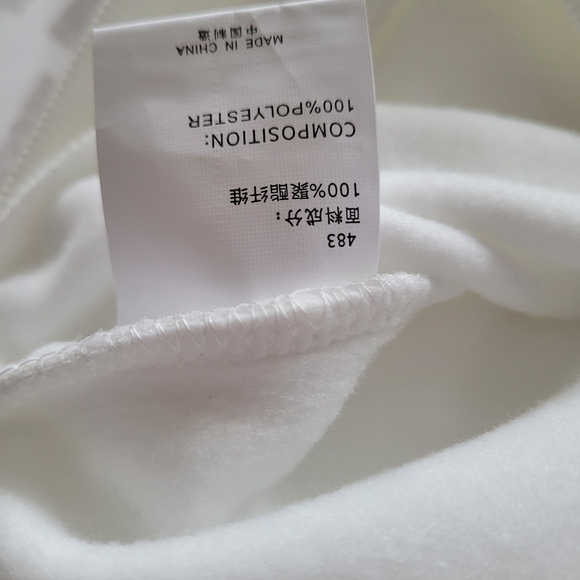 483
面料成分：
100%聚酯纤维
COMPOSITION:
100%POLYESTER
MADE IN CHINA
中国制造